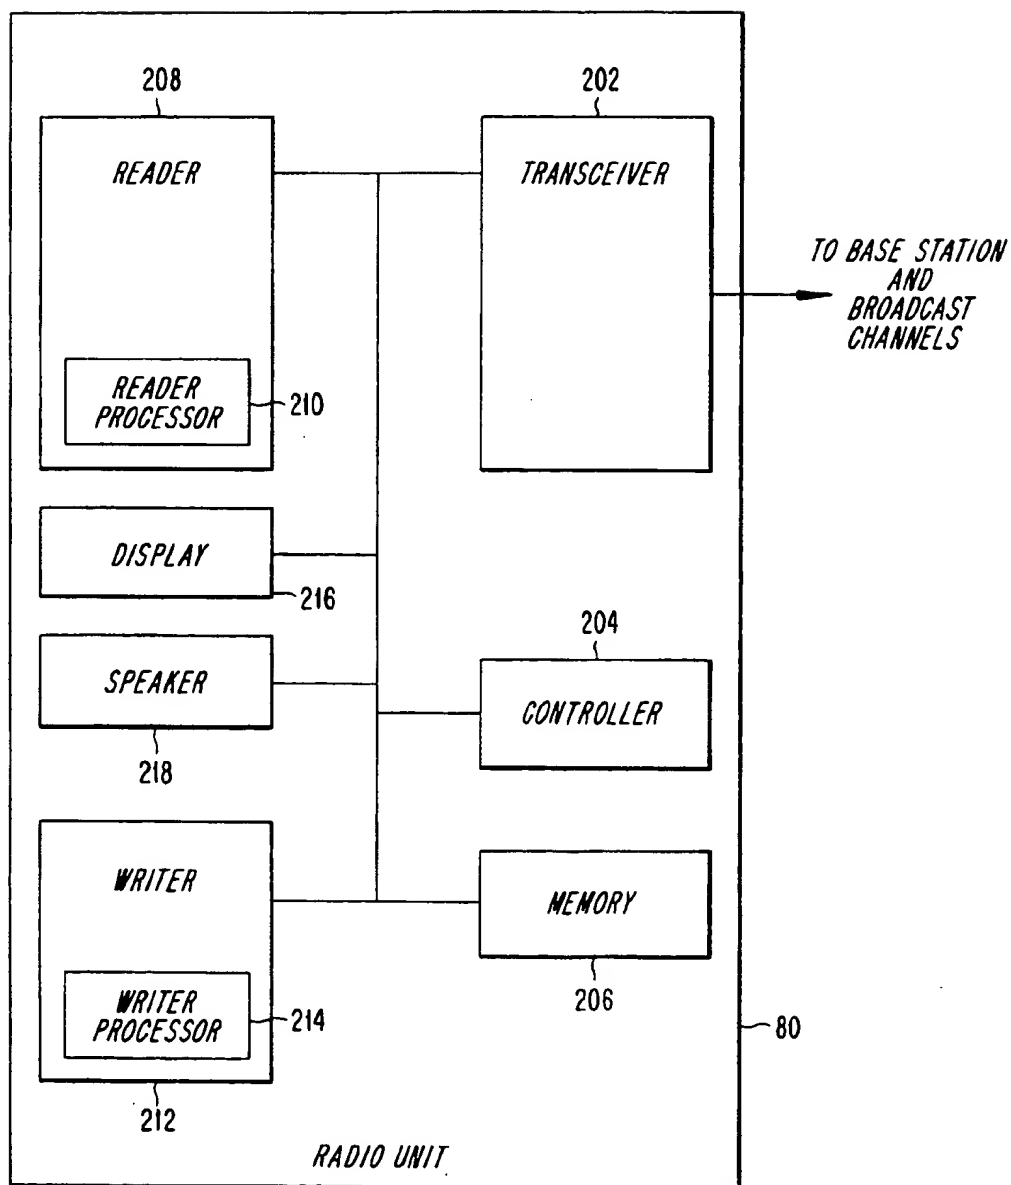 208
READER
READER
PROCESSOR
210
202
TRANSCEIVER
TO BASE STATION
AND
BROADCAST
CHANNELS
DISPLAY
216
SPEAKER
218
204
CONTROLLER
WRITER
WRITER
PROCESSOR
214
212
MEMORY
206
80
RADIO UNIT